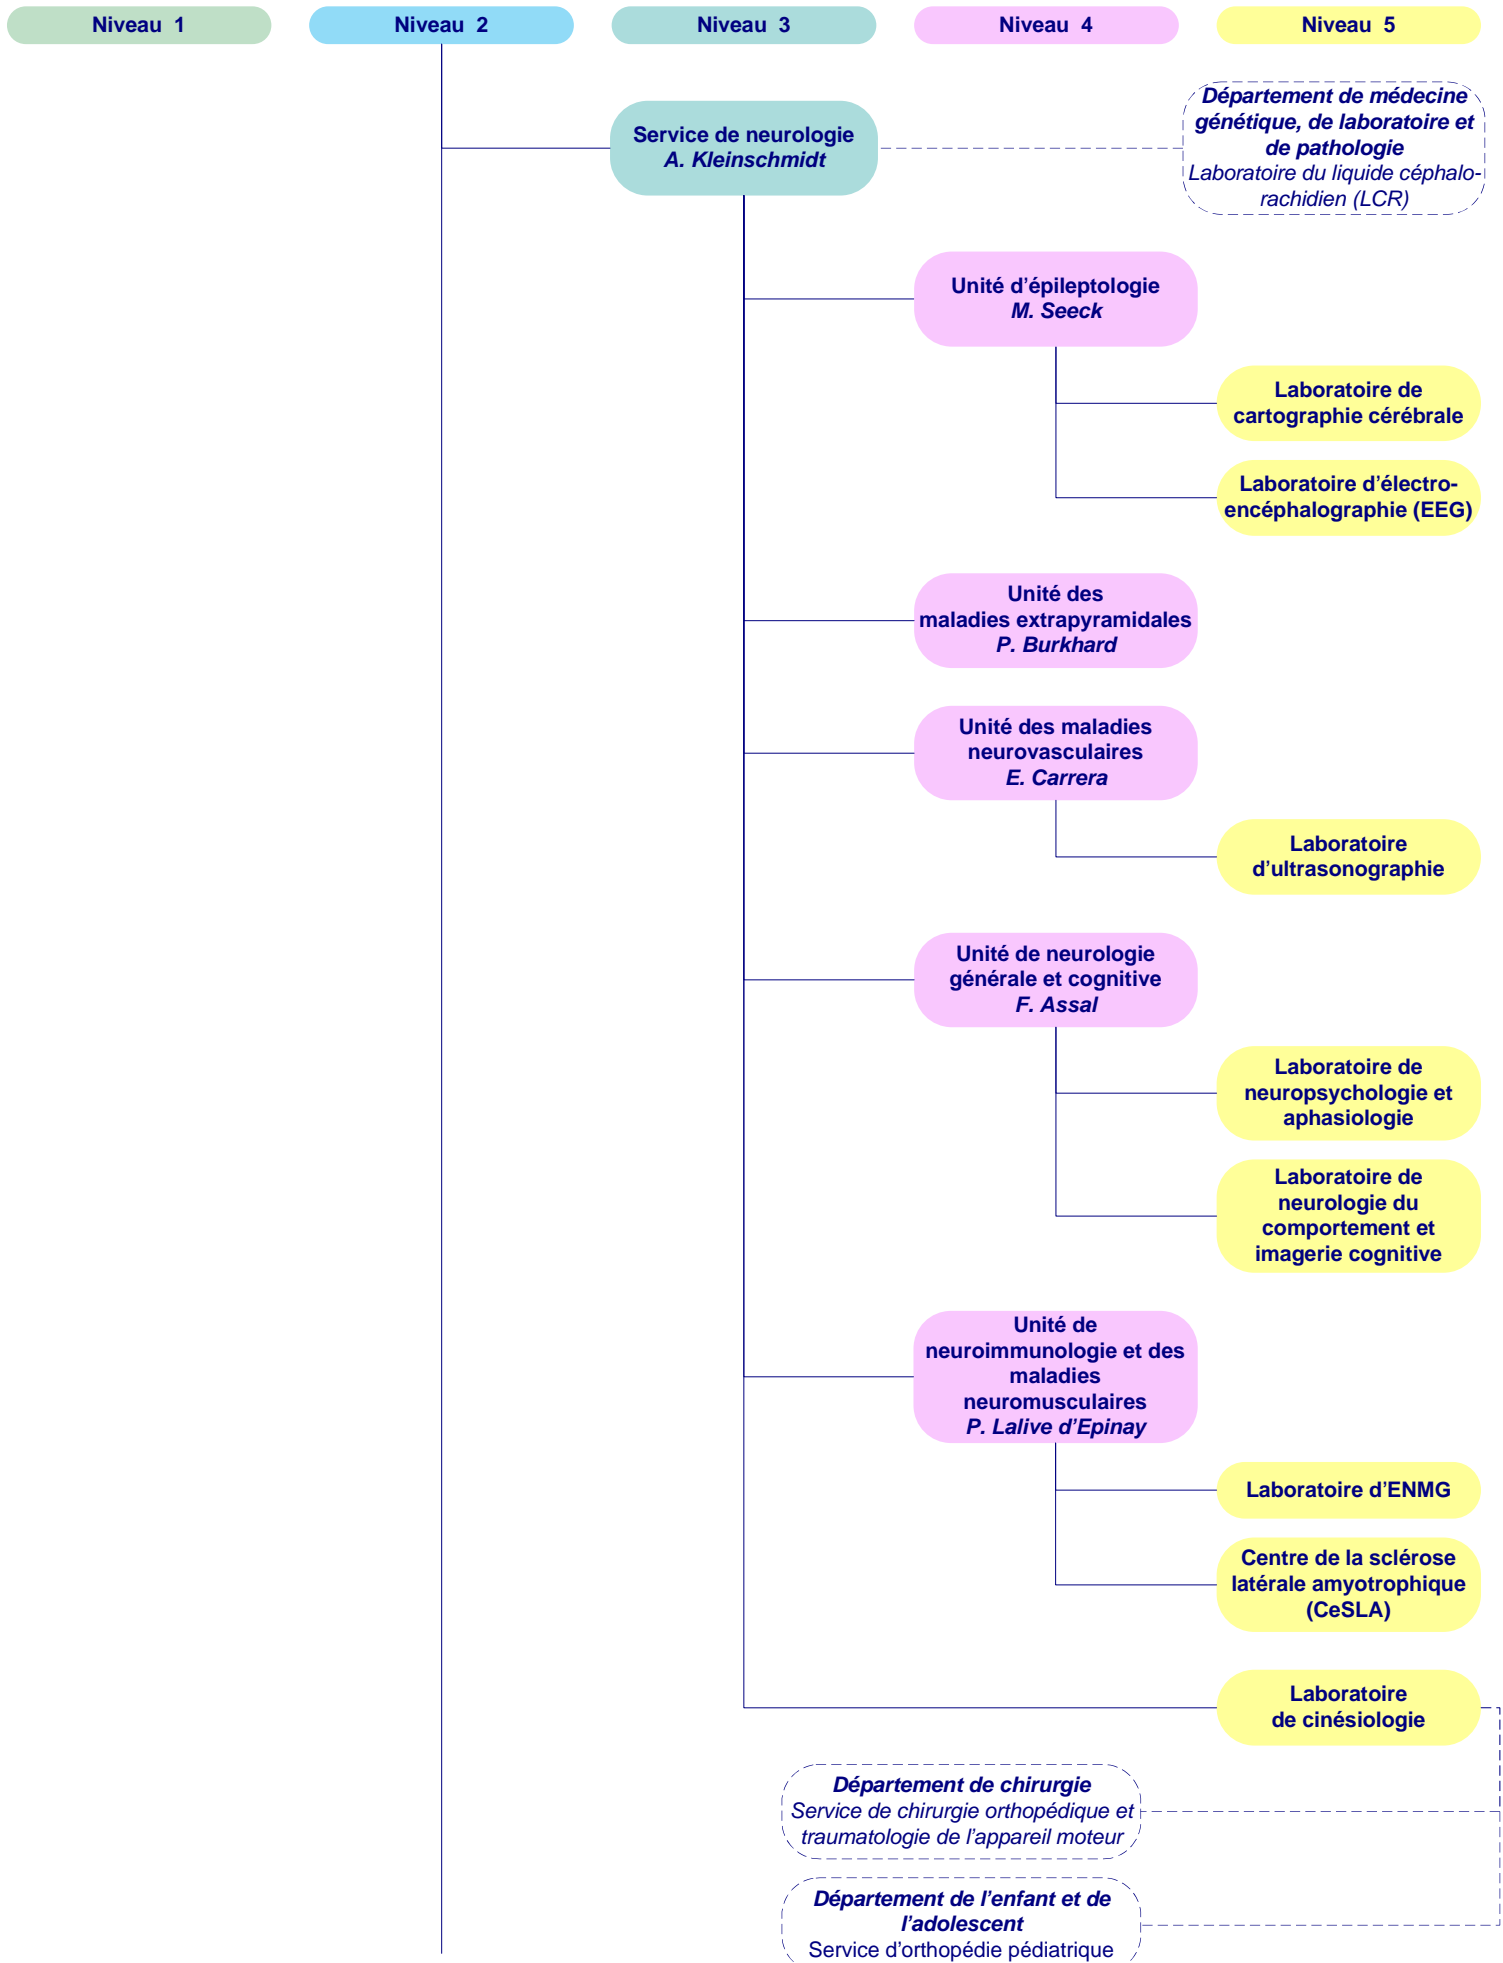 Niveau 1
Niveau 2
Niveau 3
Niveau 4
Niveau 5
Service de neurologie
A. Kleinschmidt
Département de médecine
génétique, de laboratoire et
de pathologie
Laboratoire du liquide céphalo-
rachidien (LCR)
Unité d’épileptologie
M. Seeck
Laboratoire de
cartographie cérébrale
Laboratoire d’électro-
encéphalographie (EEG)
Unité des
maladies extrapyramidales
P. Burkhard
Unité des maladies
neurovasculaires
E. Carrera
Laboratoire
d’ultrasonographie
Unité de neurologie
générale et cognitive
F. Assal
Laboratoire de
neuropsychologie et
aphasiologie
Laboratoire de
neurologie du
comportement et
imagerie cognitive
Unité de
neuroimmunologie et des
maladies
neuromusculaires
P. Lalive d’Epinay
Laboratoire d’ENMG
Centre de la sclérose
latérale amyotrophique
(CeSLA)
Laboratoire
de cinésiologie
Département de chirurgie
Service de chirurgie orthopédique et
traumatologie de l’appareil moteur
Département de l’enfant et de
l’adolescent
Service d’orthopédie pédiatrique